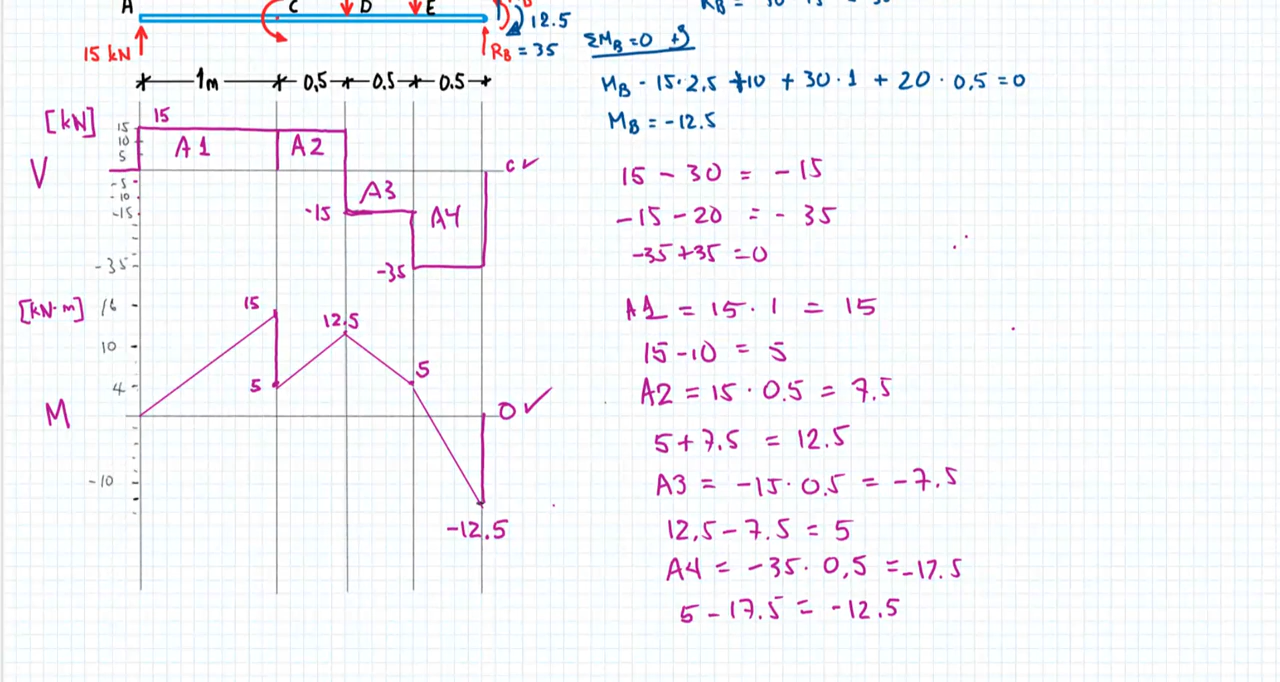 A C D E 12.5
15 kN
RB = 35
ΣMB = 0 +
1m 0,5 0.5 0.5
MB - 15·2,5 +10 + 30·1 + 20·0,5 = 0
MB = -12.5
[kN]
V
15
15
10
5
-5
-10
-15
-35
A1 A2
A3
A4
-15
-35
15 - 30 = -15
-15 - 20 = -35
-35 + 35 = 0
[kN·m]
M
16
10
4
-10
15
5
12.5
5
0 ✓
-12.5
A1 = 15·1 = 15
15 - 10 = 5
A2 = 15·0.5 = 7.5
5 + 7.5 = 12.5
A3 = -15·0.5 = -7.5
12,5 - 7.5 = 5
A4 = -35·0,5 = -17.5
5 - 17.5 = -12.5